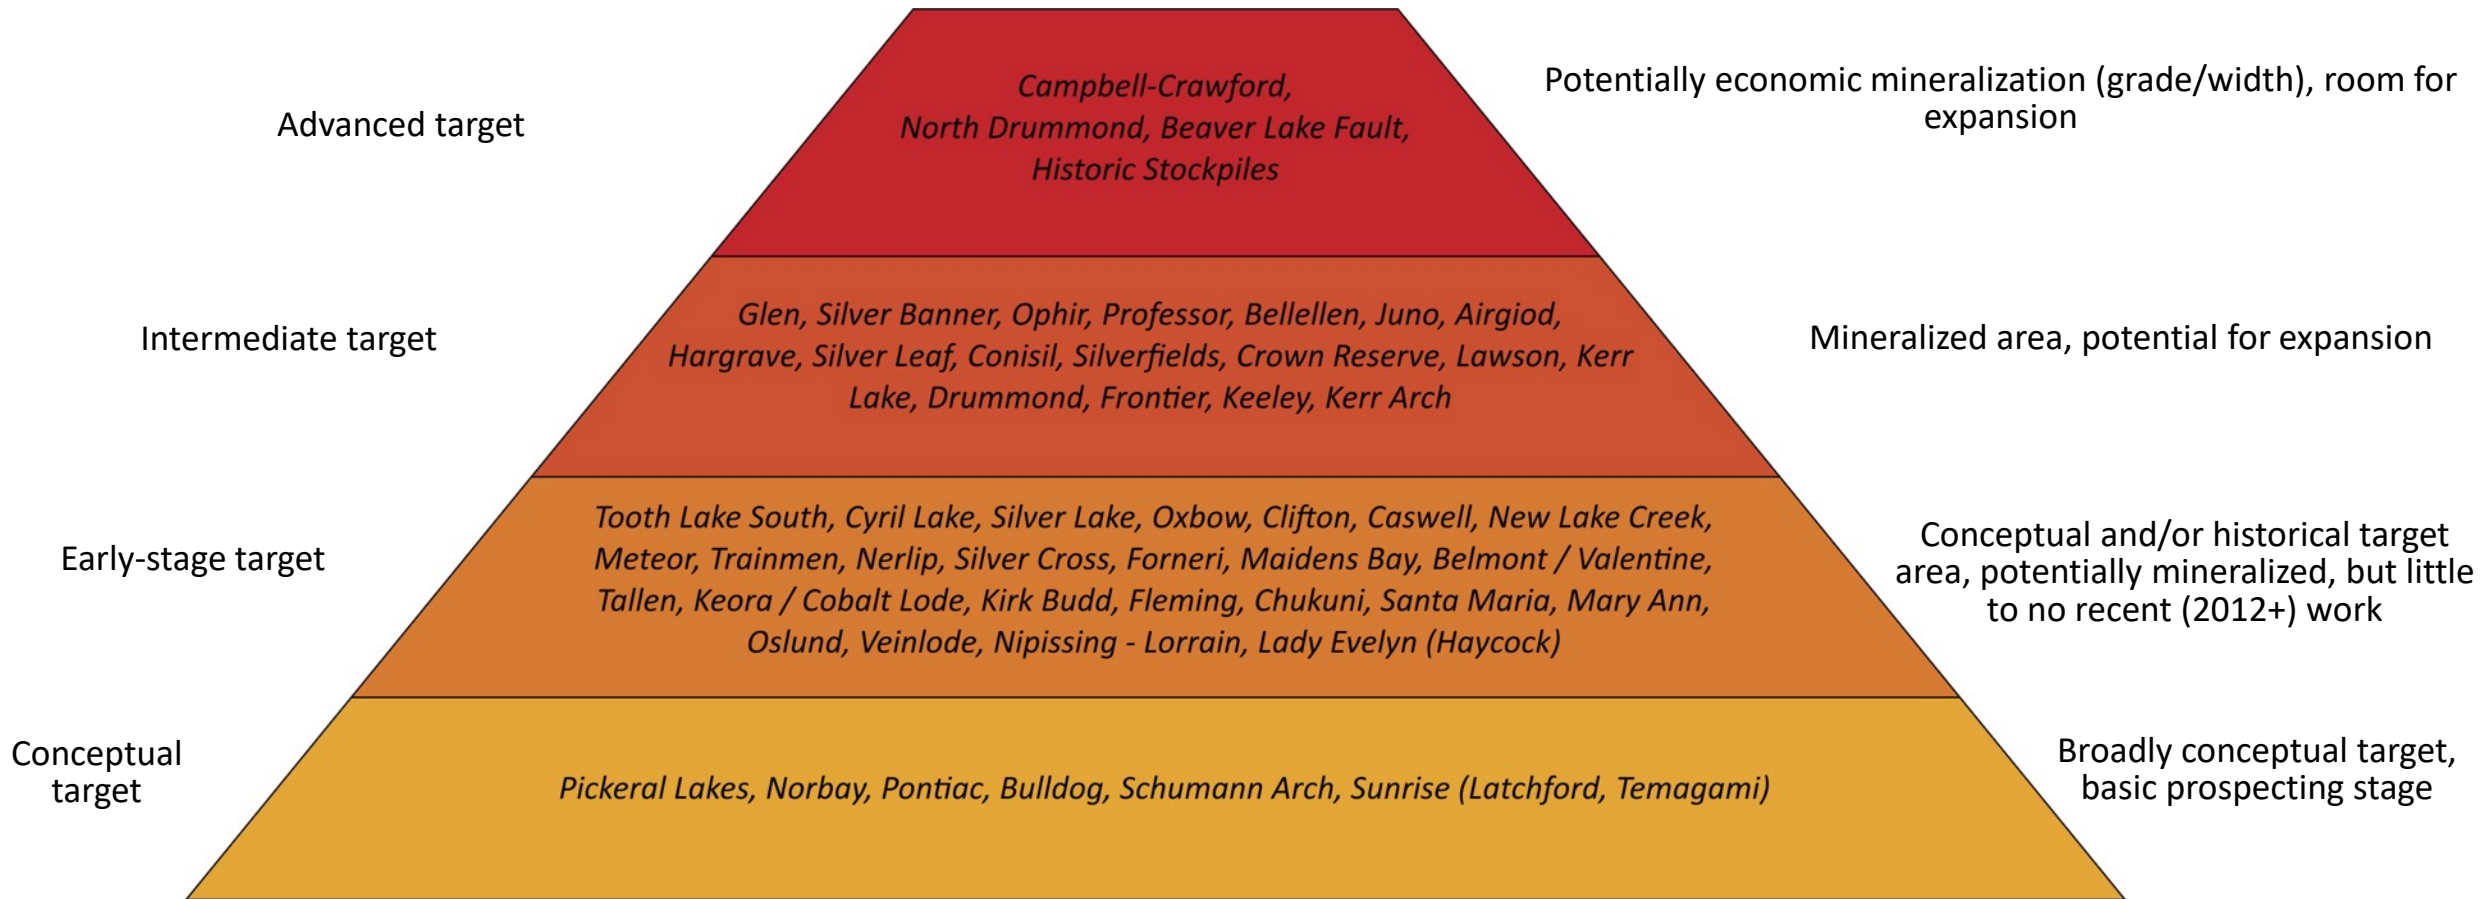 Advanced target
Campbell-Crawford,
North Drummond, Beaver Lake Fault,
Historic Stockpiles
Potentially economic mineralization (grade/width), room for
expansion
Intermediate target
Glen, Silver Banner, Ophir, Professor, Bellellen, Juno, Airgiod,
Hargrave, Silver Leaf, Conisil, Silverfields, Crown Reserve, Lawson, Kerr
Lake, Drummond, Frontier, Keeley, Kerr Arch
Mineralized area, potential for expansion
Early-stage target
Tooth Lake South, Cyril Lake, Silver Lake, Oxbow, Clifton, Caswell, New Lake Creek,
Meteor, Trainmen, Nerlip, Silver Cross, Forneri, Maidens Bay, Belmont / Valentine,
Tallen, Keora / Cobalt Lode, Kirk Budd, Fleming, Chukuni, Santa Maria, Mary Ann,
Oslund, Veinlode, Nipissing - Lorrain, Lady Evelyn (Haycock)
Conceptual and/or historical target
area, potentially mineralized, but little
to no recent (2012+) work
Conceptual
target
Pickeral Lakes, Norbay, Pontiac, Bulldog, Schumann Arch, Sunrise (Latchford, Temagami)
Broadly conceptual target,
basic prospecting stage